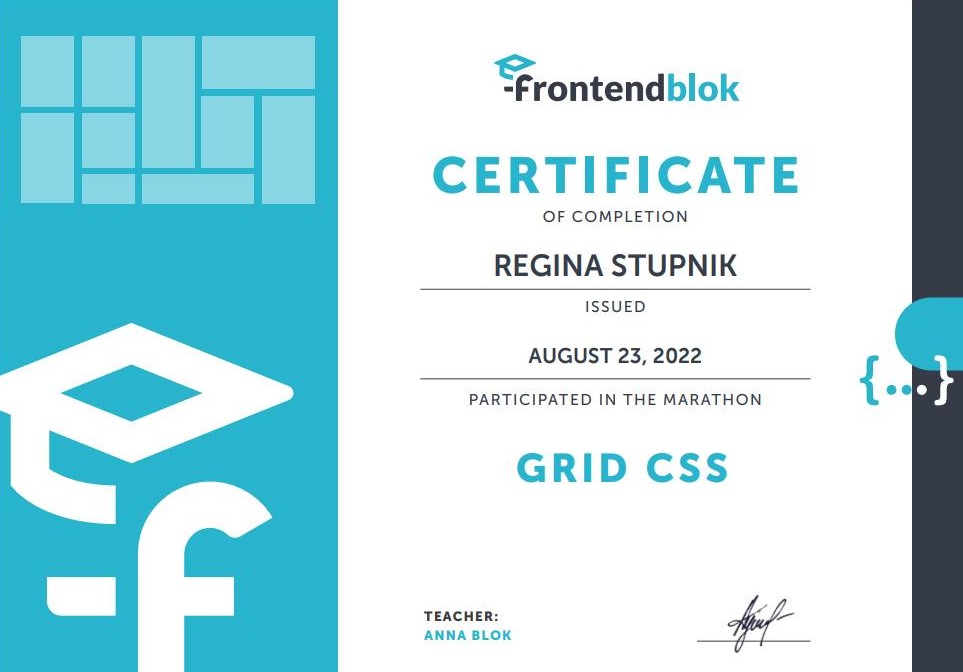 frontendblok
CERTIFICATE
OF COMPLETION
REGINA STUPNIK
ISSUED
AUGUST 23, 2022
PARTICIPATED IN THE MARATHON
{...}
GRID CSS
TEACHER:
ANNA BLOK